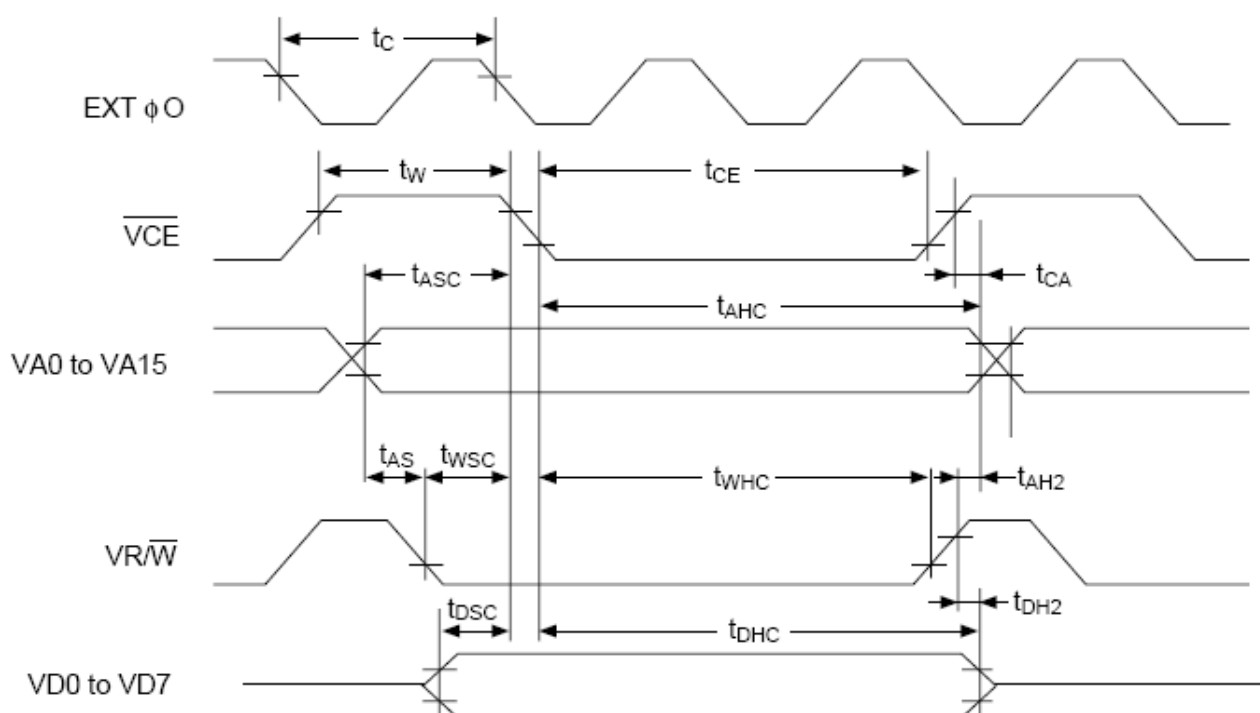 tC
EXT ϕO
tW
tCE
V̅C̅E̅
tASC
tCA
tAHC
VA0 to VA15
tAS
tWSC
tWHC
tAH2
VR/W̅
tDSC
tDH2
tDHC
VD0 to VD7